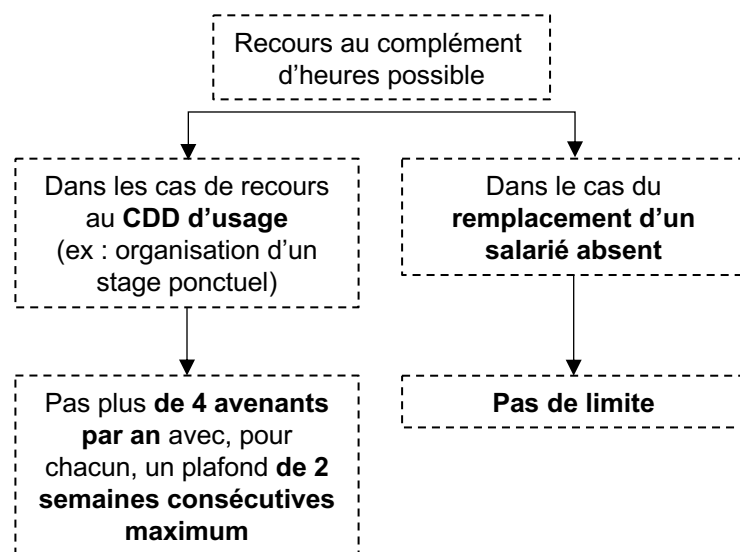 Recours au complément
d’heures possible
Dans les cas de recours
au CDD d’usage
(ex : organisation d’un
stage ponctuel)
Dans le cas du
remplacement d’un
salarié absent
Pas plus de 4 avenants
par an avec, pour
chacun, un plafond de 2
semaines consécutives
maximum
Pas de limite